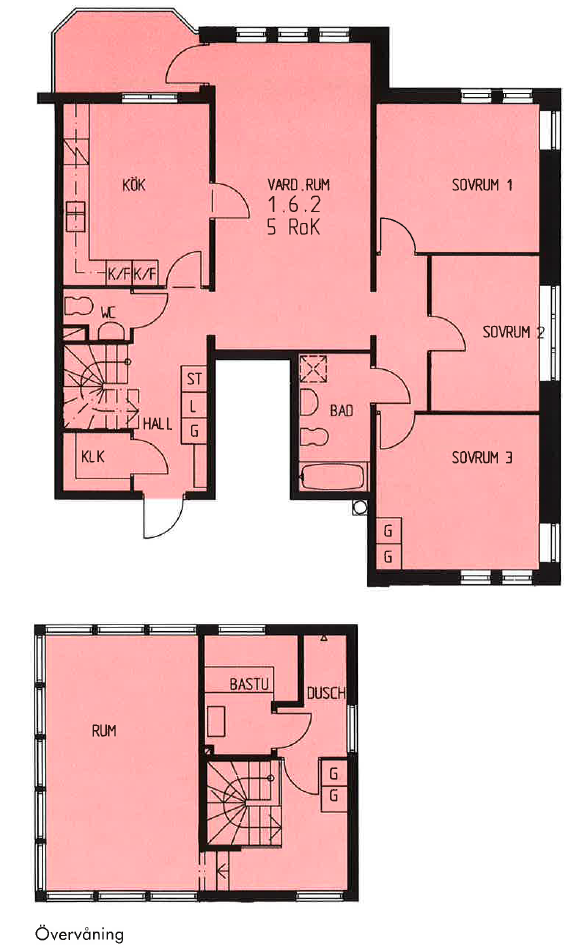 KÖK
VARD.RUM
1.6.2
5 RoK
SOVRUM 1
K/F K/F
WC
SOVRUM 2
ST
L
G
HALL
BAD
KLK
SOVRUM 3
G
G
BASTU
DUSCH
RUM
G
G
Övervåning